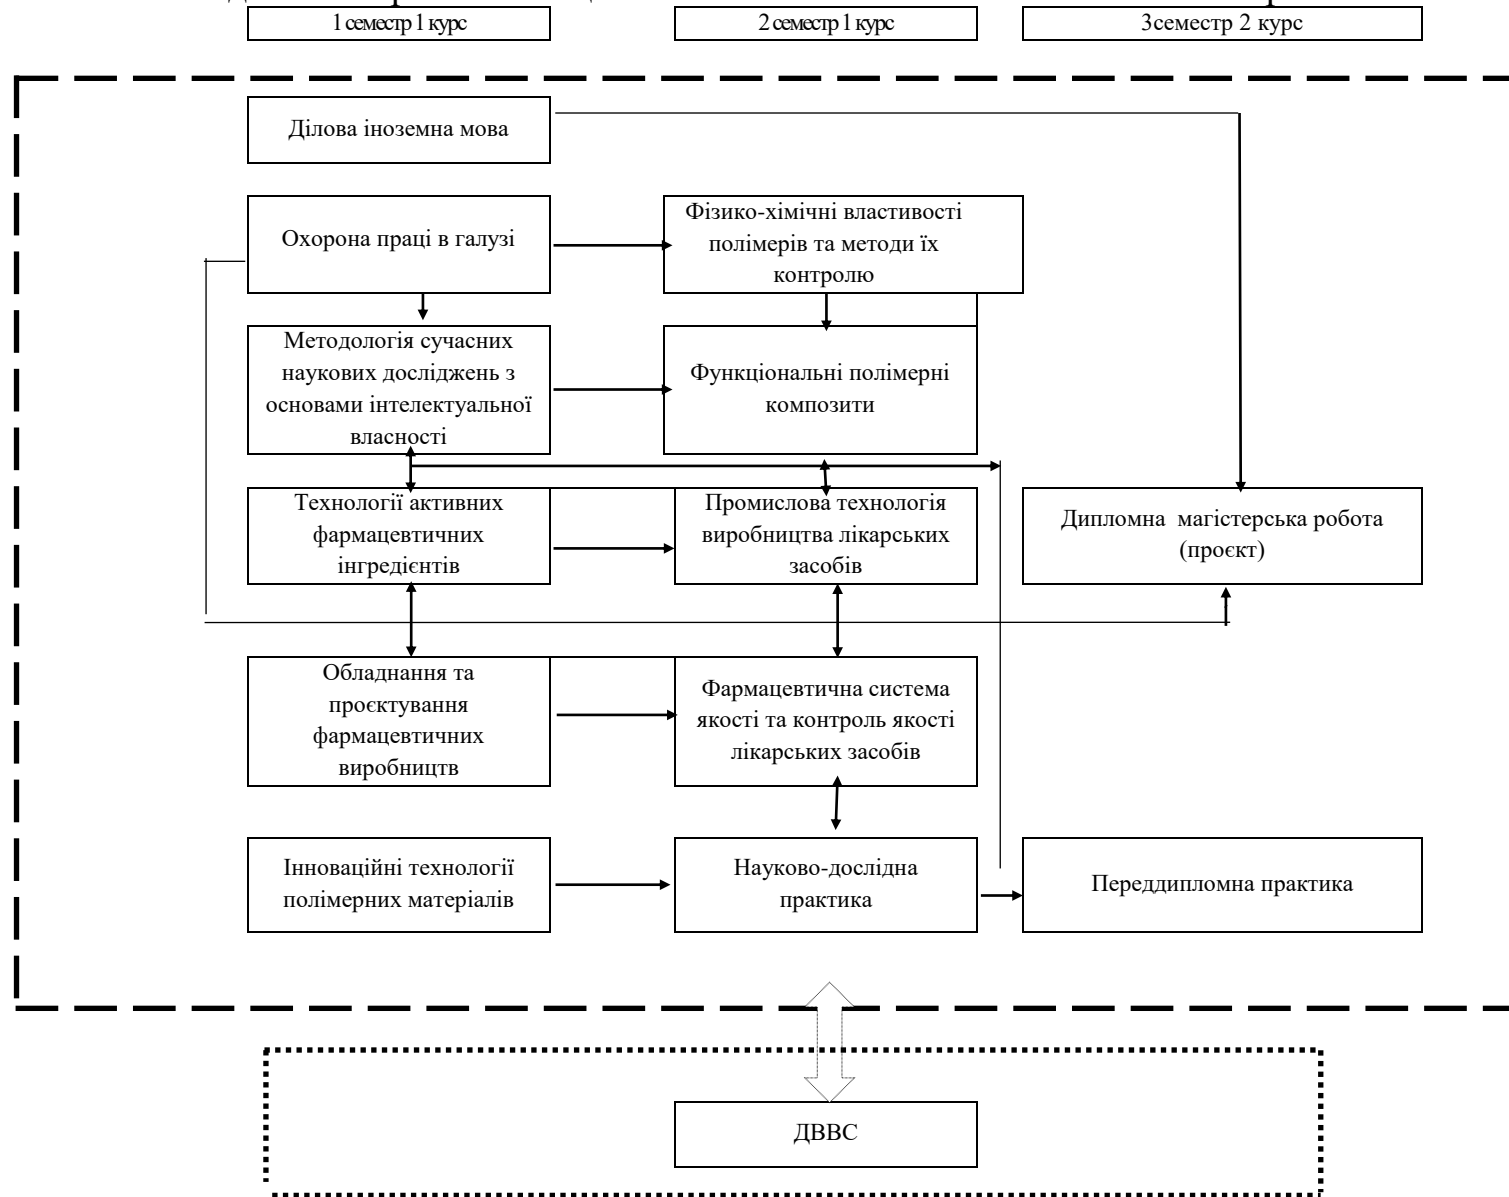 1 семестр 1 курс
2 семестр 1 курс
3семестр 2 курс
Ділова іноземна мова
Охорона праці в галузі
Фізико-хімічні властивості
полімерів та методи їх
контролю
Методологія сучасних
наукових досліджень з
основами інтелектуальної
власності
Функціональні полімерні
композити
Технології активних
фармацевтичних
інгредієнтів
Промислова технологія
виробництва лікарських
засобів
Дипломна магістерська робота
(проєкт)
Обладнання та
проєктування
фармацевтичних
виробництв
Фармацевтична система
якості та контроль якості
лікарських засобів
Інноваційні технології
полімерних матеріалів
Науково-дослідна
практика
Переддипломна практика
ДВВС